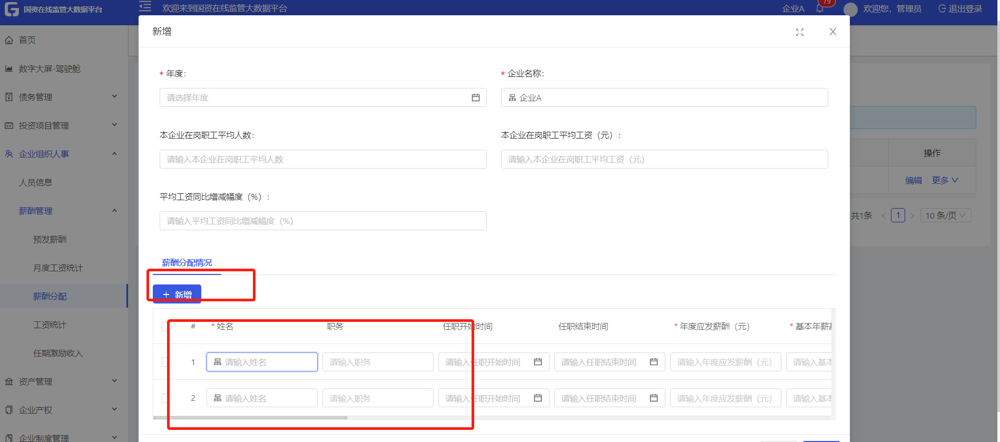 国资在线监管大数据平台
欢迎来到国资在线监管大数据平台
企业A
79
欢迎您，管理员
退出登录
首页
数字大屏-驾驶舱
债务管理
投资项目管理
企业组织人事
人员信息
薪酬管理
预发薪酬
月度工资统计
薪酬分配
工资统计
任期激励收入
资产管理
企业产权
企业制度管理
新增
* 年度:
请选择年度
* 企业名称:
企业A
本企业在岗职工平均人数:
请输入本企业在岗职工平均人数
本企业在岗职工平均工资（元）:
请输入本企业在岗职工平均工资（元）
平均工资同比增减幅度（%）:
请输入平均工资同比增减幅度（%）
薪酬分配情况
+ 新增
# * 姓名 职务 任职开始时间 任职结束时间 * 年度应发薪酬（元） * 基本年薪
1 请输入姓名 请输入职务 请输入任职开始时间 请输入任职结束时间 请输入年度应发薪酬（元） 请输入基本
2 请输入姓名 请输入职务 请输入任职开始时间 请输入任职结束时间 请输入年度应发薪酬（元） 请输入基本
操作
编辑 更多
共1条 < 1 > 10 条/页